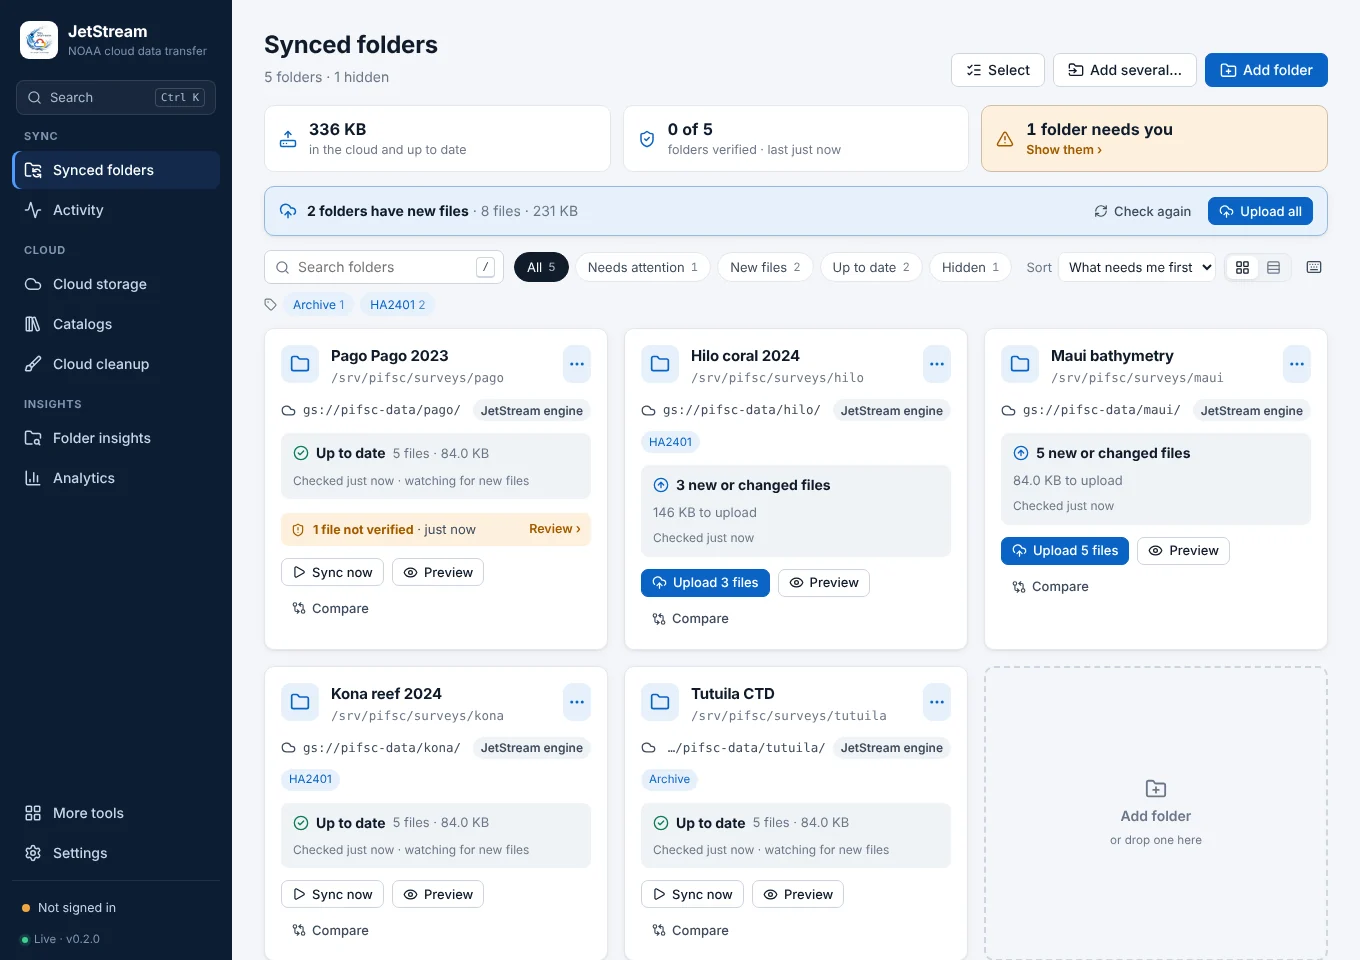 JetStream
NOAA cloud data transfer
Search
Ctrl K
SYNC
Synced folders
Activity
CLOUD
Cloud storage
Catalogs
Cloud cleanup
INSIGHTS
Folder insights
Analytics
More tools
Settings
Not signed in
Live · v0.2.0
Synced folders
5 folders · 1 hidden
Select
Add several...
Add folder
336 KB
in the cloud and up to date
0 of 5
folders verified · last just now
1 folder needs you
Show them ›
2 folders have new files · 8 files · 231 KB
Check again
Upload all
Search folders
/
All 5
Needs attention 1
New files 2
Up to date 2
Hidden 1
Sort
What needs me first
Archive 1
HA2401 2
Pago Pago 2023
/srv/pifsc/surveys/pago
gs://pifsc-data/pago/
JetStream engine
Up to date 5 files · 84.0 KB
Checked just now · watching for new files
1 file not verified · just now
Review ›
Sync now
Preview
Compare
Hilo coral 2024
/srv/pifsc/surveys/hilo
gs://pifsc-data/hilo/
JetStream engine
HA2401
3 new or changed files
146 KB to upload
Checked just now
Upload 3 files
Preview
Compare
Maui bathymetry
/srv/pifsc/surveys/maui
gs://pifsc-data/maui/
JetStream engine
5 new or changed files
84.0 KB to upload
Checked just now
Upload 5 files
Preview
Compare
Kona reef 2024
/srv/pifsc/surveys/kona
gs://pifsc-data/kona/
JetStream engine
HA2401
Up to date 5 files · 84.0 KB
Checked just now · watching for new files
Sync now
Preview
Compare
Tutuila CTD
/srv/pifsc/surveys/tutuila
…/pifsc-data/tutuila/
JetStream engine
Archive
Up to date 5 files · 84.0 KB
Checked just now · watching for new files
Sync now
Preview
Compare
Add folder
or drop one here